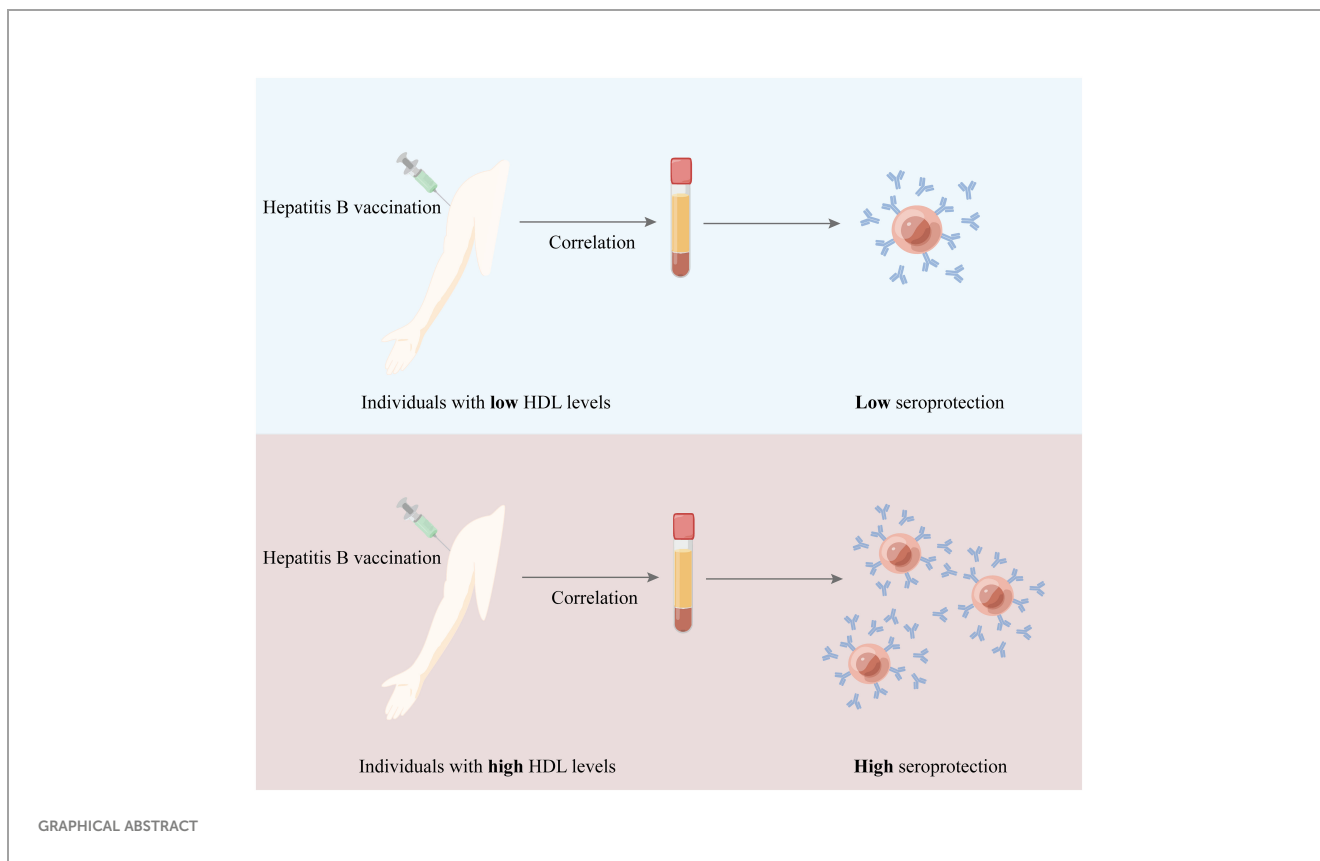 Hepatitis B vaccination
Correlation
Individuals with low HDL levels
Low seroprotection
Hepatitis B vaccination
Correlation
Individuals with high HDL levels
High seroprotection
GRAPHICAL ABSTRACT